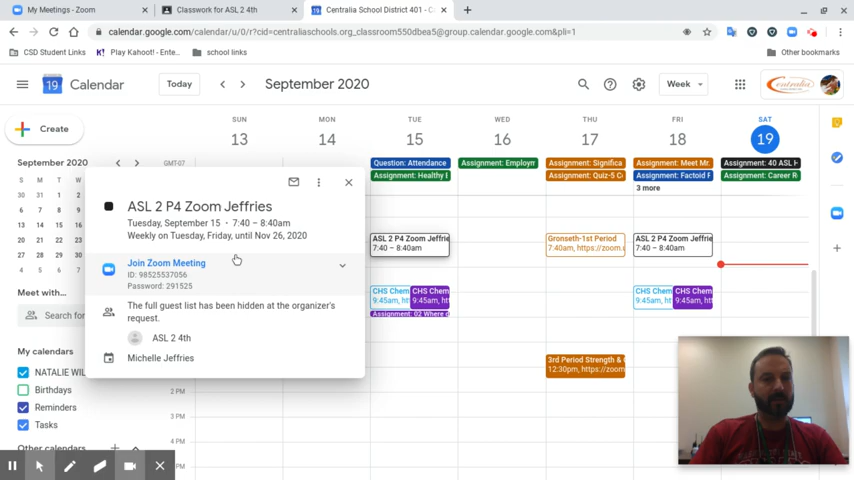 My Meetings - Zoom
Classwork for ASL 2 4th
Centralia School District 401 - Ca
calendar.google.com/calendar/u/0/r?cid=centraliaschools.org_classroom550dbea5@group.calendar.google.com&pli=1
CSD Student Links
Play Kahoot! - Ente...
school links
Other bookmarks
19
Calendar
Today
September 2020
Week
Centralia
Create
September 2020
S M T W
30 31 1 2
6 7 8 9
13 14 15 16
20 21 22 23
27 28 29 30
4 5 6 7
Meet with...
Search for
My calendars
NATALIE WIL
Birthdays
Reminders
Tasks
Other calendars
GMT-07
SUN MON TUE WED THU FRI SAT
13 14 15 16 17 18 19
Question: Attendance
Assignment: Healthy E
Assignment: Employm
Assignment: Significa
Assignment: Quiz-5 C
Assignment: Meet Mr.
Assignment: Factoid F
3 more
Assignment: 40 ASL H
Assignment: Career R
ASL 2 P4 Zoom Jeffries
Tuesday, September 15 • 7:40 – 8:40am
Weekly on Tuesday, Friday, until Nov 26, 2020
Join Zoom Meeting
ID: 98525537056
Password: 291525
The full guest list has been hidden at the organizer's
request.
ASL 2 4th
Michelle Jeffries
ASL 2 P4 Zoom Jeffrie
7:40 – 8:40am
Gronseth-1st Period
7:40am, https://zoom.u
ASL 2 P4 Zoom Jeffrie
7:40 – 8:40am
CHS Chem
9:45am, htt
CHS Chem
9:45am, htt
Assignment: 02 Where d
CHS Chem
9:45am, htt
CHS Chem
9:45am, htt
3rd Period Strength & C
12:30pm, https://zoom
2 PM
3 PM
4 PM
PM